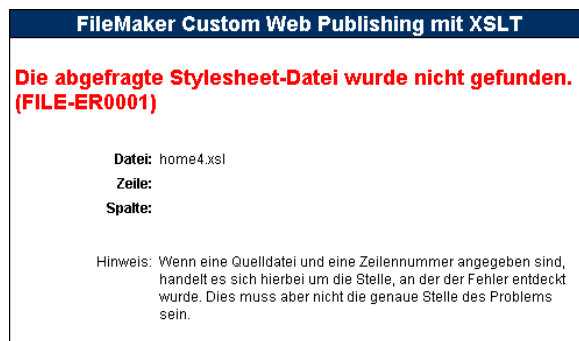 FileMaker Custom Web Publishing mit XSLT
Die abgefragte Stylesheet-Datei wurde nicht gefunden.
(FILE-ER0001)
Datei: home4.xsl
Zeile:
Spalte:
Hinweis: Wenn eine Quelldatei und eine Zeilennummer angegeben sind,
handelt es sich hierbei um die Stelle, an der der Fehler entdeckt
wurde. Dies muss aber nicht die genaue Stelle des Problems
sein.